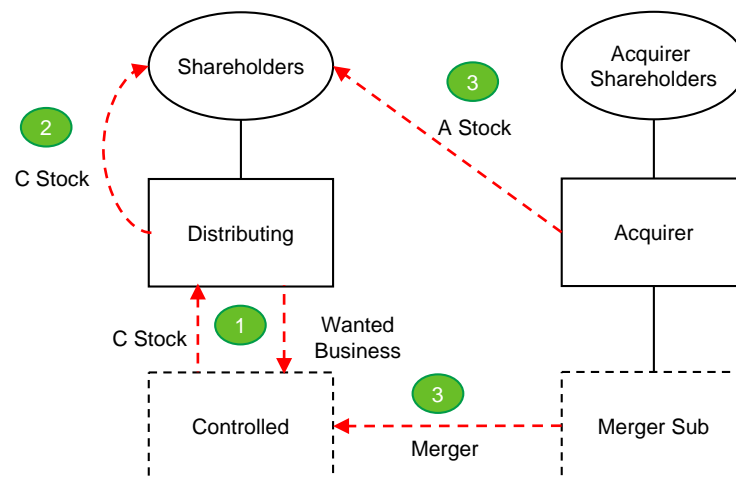 Shareholders
Acquirer
Shareholders
3
2
A Stock
C Stock
Distributing
Acquirer
1
C Stock
Wanted
Business
3
Controlled
Merger
Merger Sub